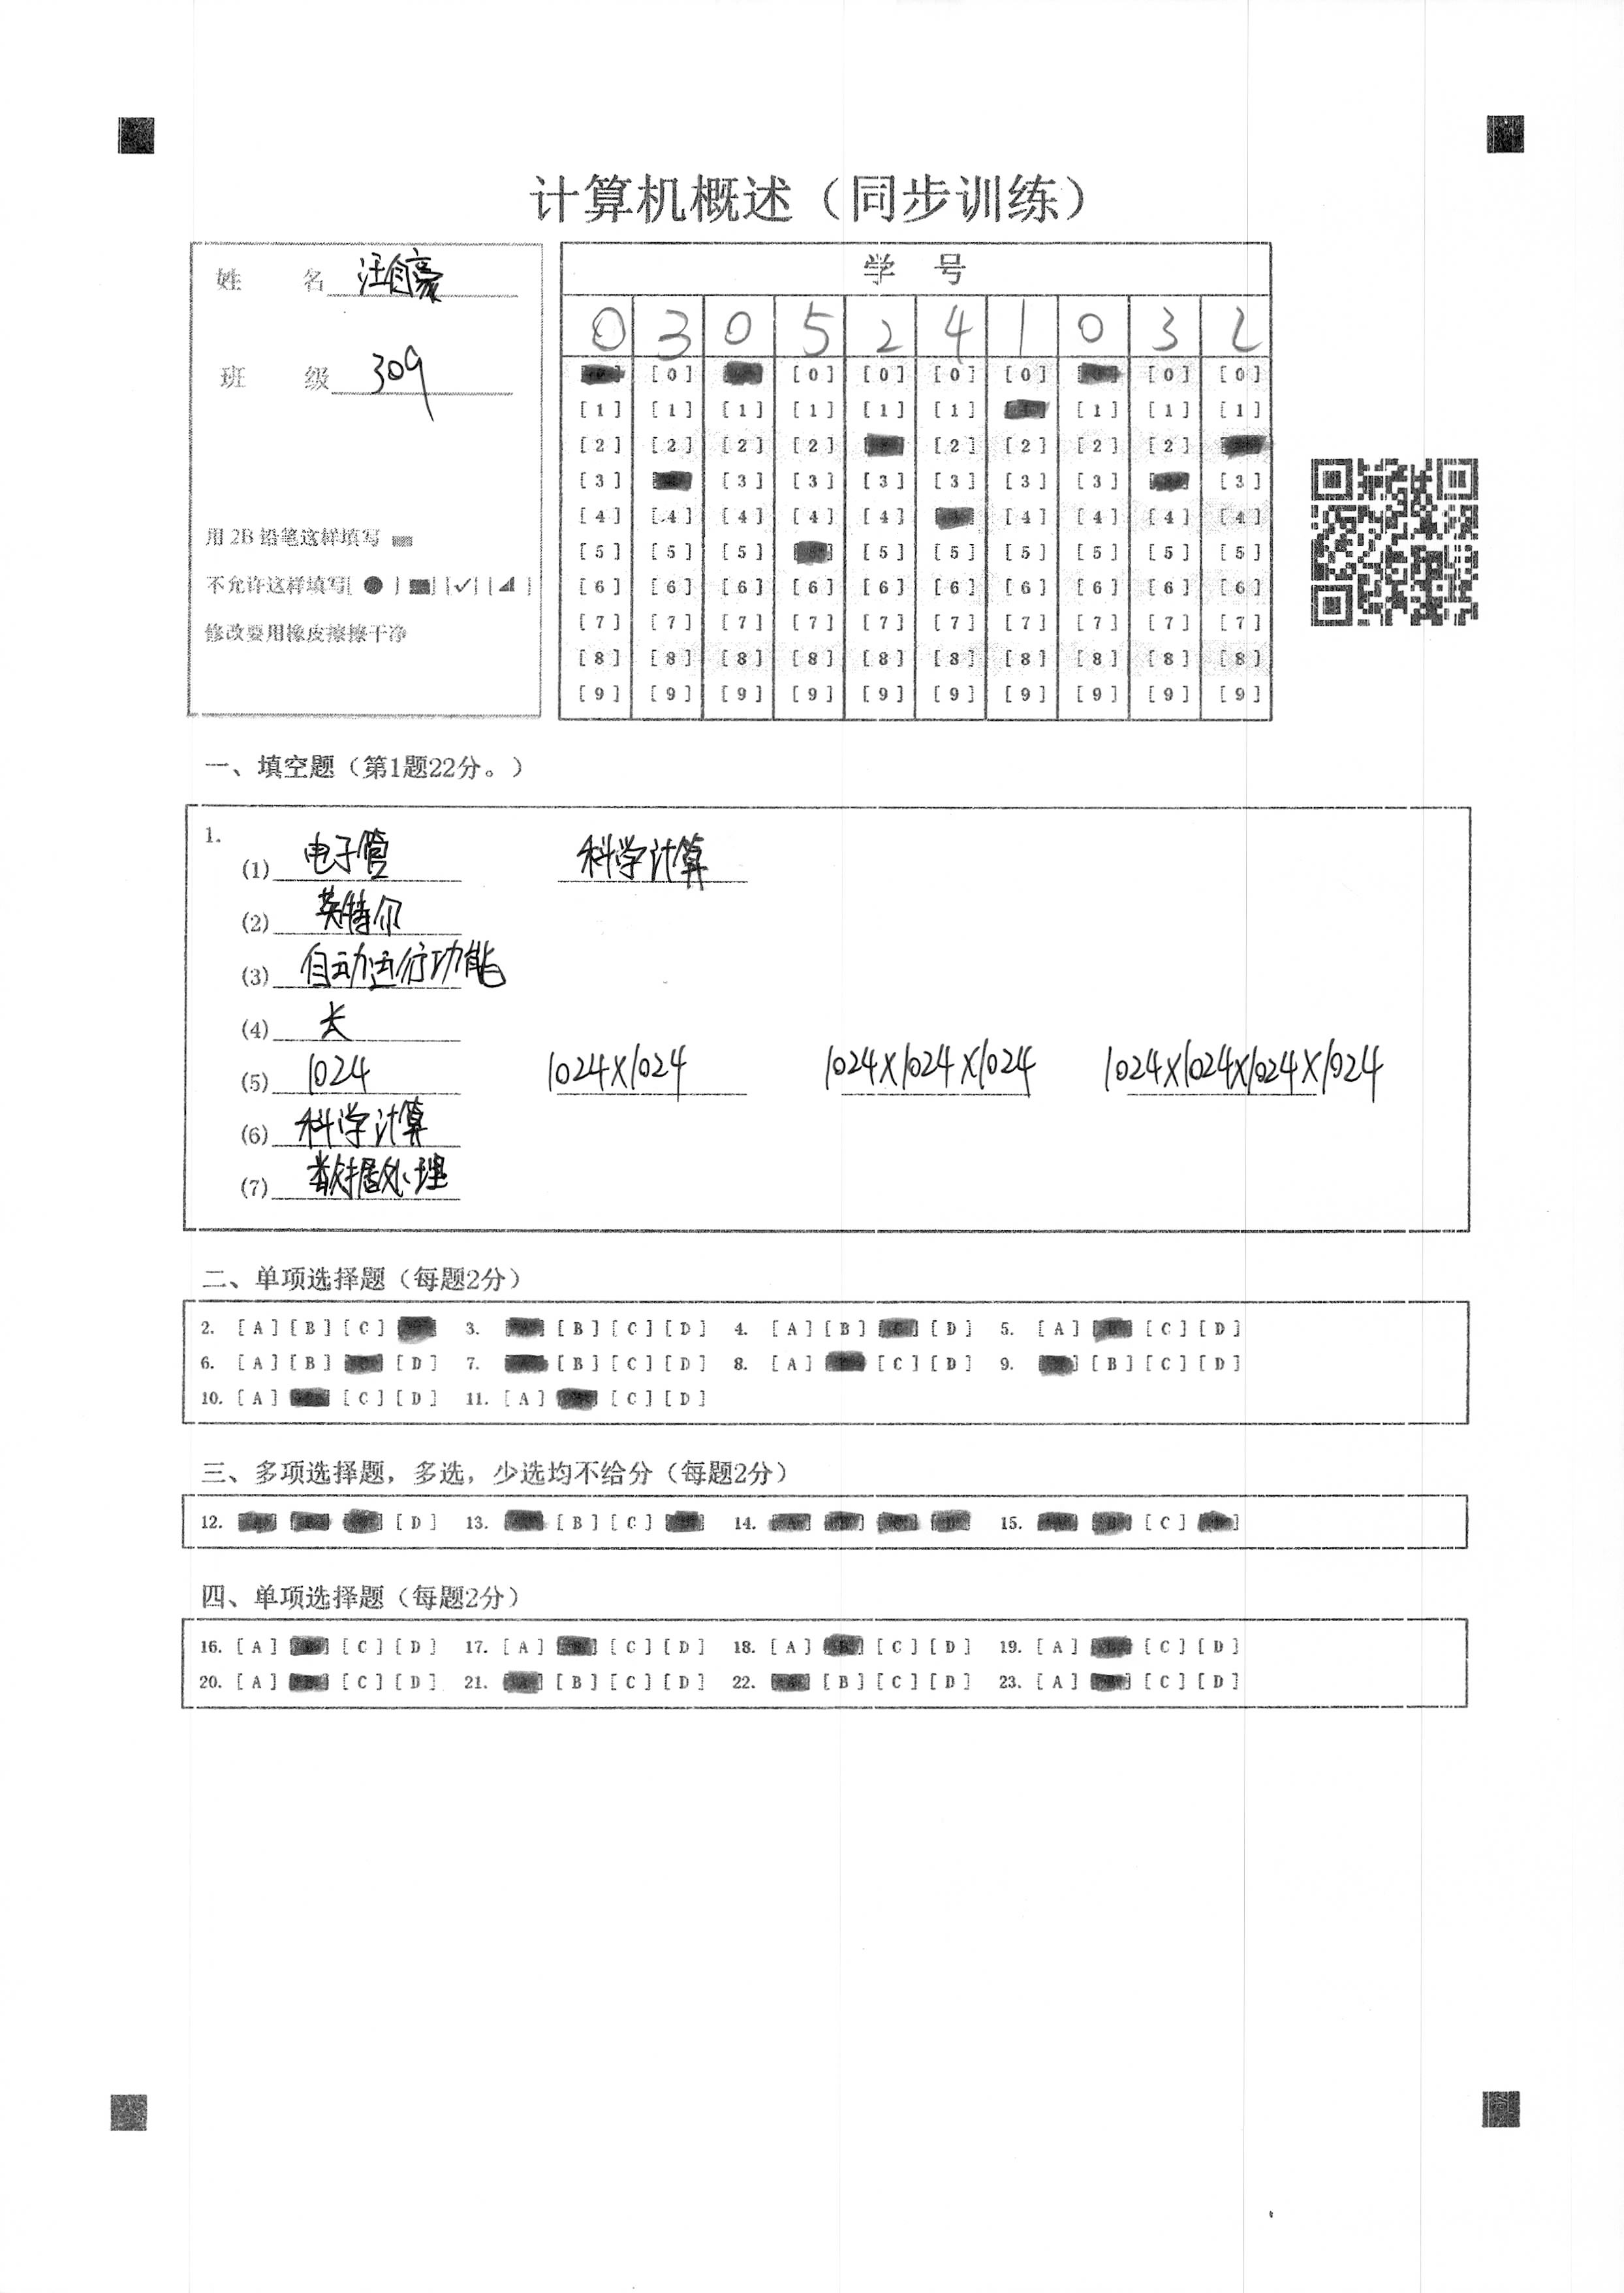 计算机概述（同步训练）
姓 名 汪自豪
班 级 309
用 2B 铅笔这样填写
不允许这样填写[ ● ] [ ■ ] [ ✓ ] [ ◢ ]
修改要用橡皮擦擦干净
学 号
0 3 0 5 2 4 1 0 3 2
[0] [0] [0] [0] [0] [0] [0]
[1] [1] [1] [1] [1] [1] [1] [1] [1]
[2] [2] [2] [2] [2] [2] [2] [2]
[3] [3] [3] [3] [3] [3] [3] [3]
[4] [4] [4] [4] [4] [4] [4] [4] [4]
[5] [5] [5] [5] [5] [5] [5] [5] [5]
[6] [6] [6] [6] [6] [6] [6] [6] [6] [6]
[7] [7] [7] [7] [7] [7] [7] [7] [7] [7]
[8] [8] [8] [8] [8] [8] [8] [8] [8] [8]
[9] [9] [9] [9] [9] [9] [9] [9] [9] [9]
一、填空题（第1题22分。）
1.
(1) 电子管 科学计算
(2) 英特尔
(3) 自动运行功能
(4) 长
(5) 1024 1024×1024 1024×1024×1024 1024×1024×1024×1024
(6) 科学计算
(7) 数据处理
二、单项选择题（每题2分）
2. [A] [B] [C] 3. [B] [C] [D] 4. [A] [B] [D] 5. [A] [C] [D]
6. [A] [B] [D] 7. [B] [C] [D] 8. [A] [C] [D] 9. [B] [C] [D]
10. [A] [C] [D] 11. [A] [C] [D]
三、多项选择题，多选，少选均不给分（每题2分）
12. [D] 13. [B] [C] 14. 15. [C]
四、单项选择题（每题2分）
16. [A] [C] [D] 17. [A] [C] [D] 18. [A] [C] [D] 19. [A] [C] [D]
20. [A] [C] [D] 21. [B] [C] [D] 22. [B] [C] [D] 23. [A] [C] [D]